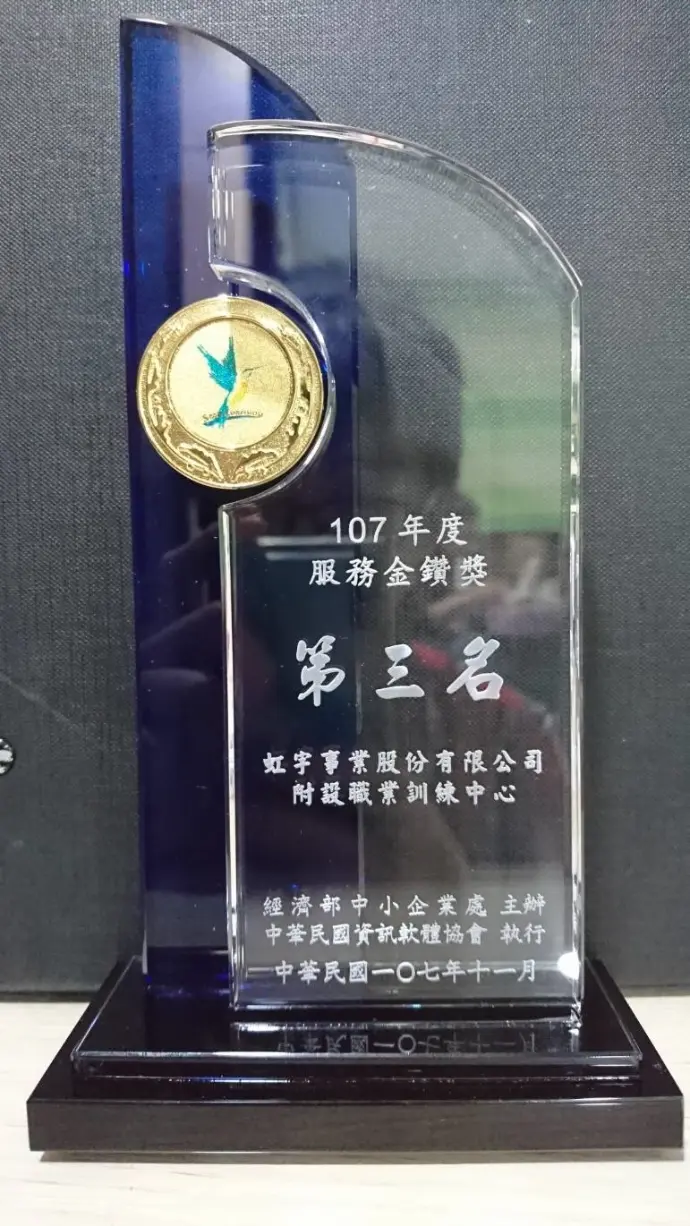 107 年度
服務金鑽獎
第三名
虹宇事業股份有限公司
附設職業訓練中心
經濟部中小企業處 主辦
中華民國資訊軟體協會 執行
中華民國一〇七年十一月